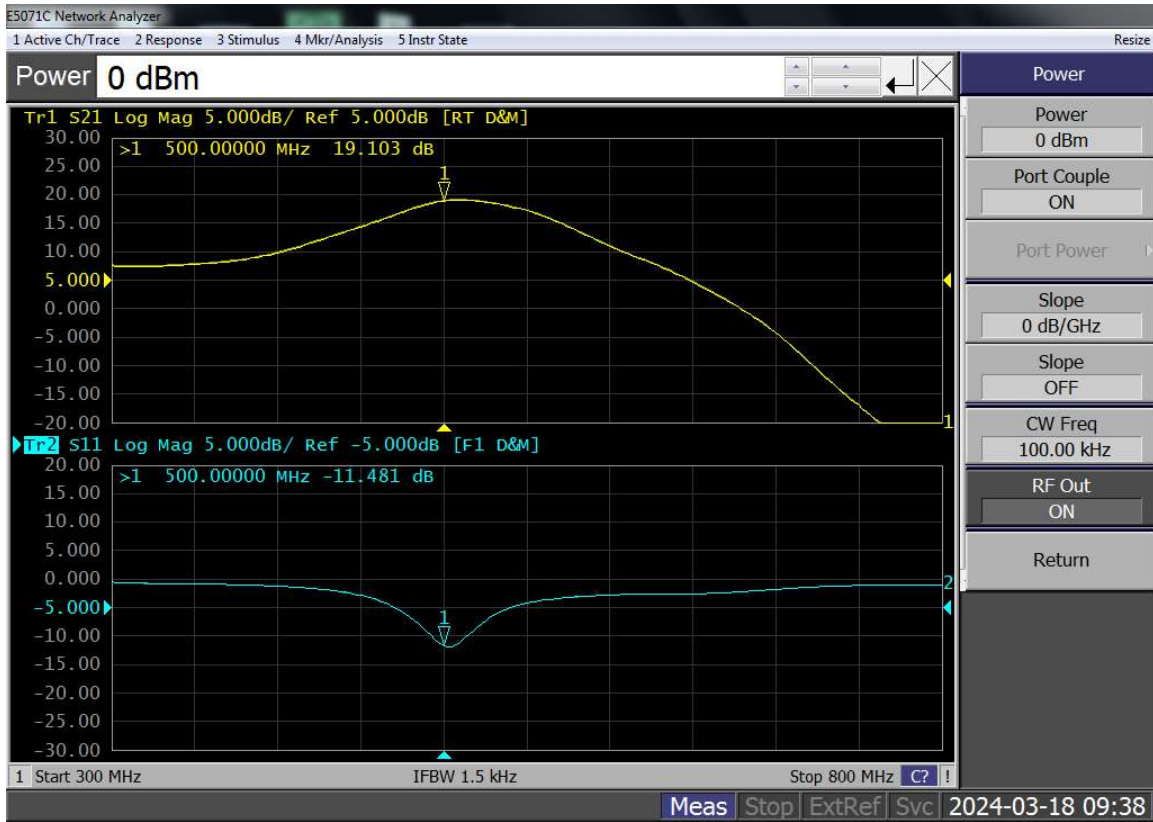 E5071C Network Analyzer
1 Active Ch/Trace 2 Response 3 Stimulus 4 Mkr/Analysis 5 Instr State Resize
Power 0 dBm
Power
Tr1 S21 Log Mag 5.000dB/ Ref 5.000dB [RT D&M]
30.00
>1 500.00000 MHz 19.103 dB
25.00
1
20.00
15.00
10.00
5.000
0.000
-5.000
-10.00
-15.00
-20.00
1
Tr2 S11 Log Mag 5.000dB/ Ref -5.000dB [F1 D&M]
20.00
>1 500.00000 MHz -11.481 dB
15.00
10.00
5.000
0.000
2
-5.000
1
-10.00
-15.00
-20.00
-25.00
-30.00
1 Start 300 MHz IFBW 1.5 kHz Stop 800 MHz C? !
Power
0 dBm
Port Couple
ON
Port Power
Slope
0 dB/GHz
Slope
OFF
CW Freq
100.00 kHz
RF Out
ON
Return
Meas Stop ExtRef Svc 2024-03-18 09:38